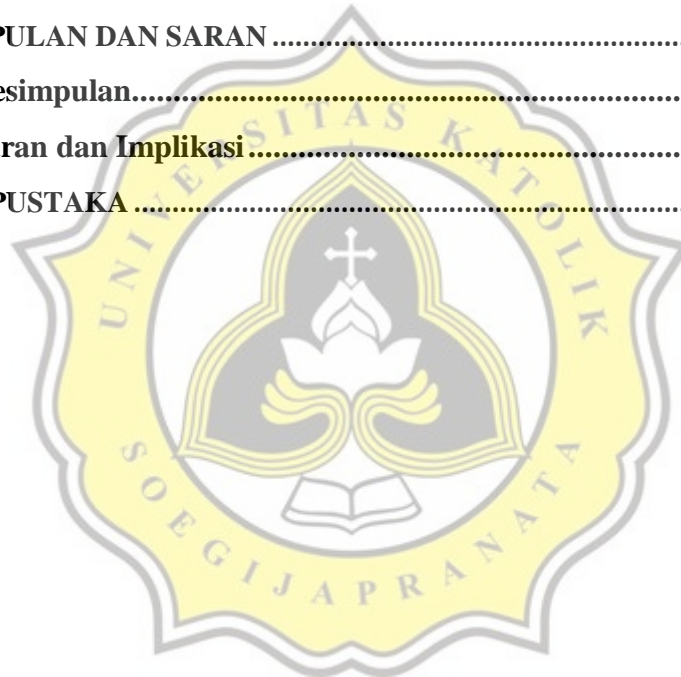 PULAN DAN SARAN ................................................
esimpulan................................................................
ran dan Implikasi ................................................
PUSTAKA ................................................................
UNIVERSITAS KATOLIK
SOEGIJAPRANATA